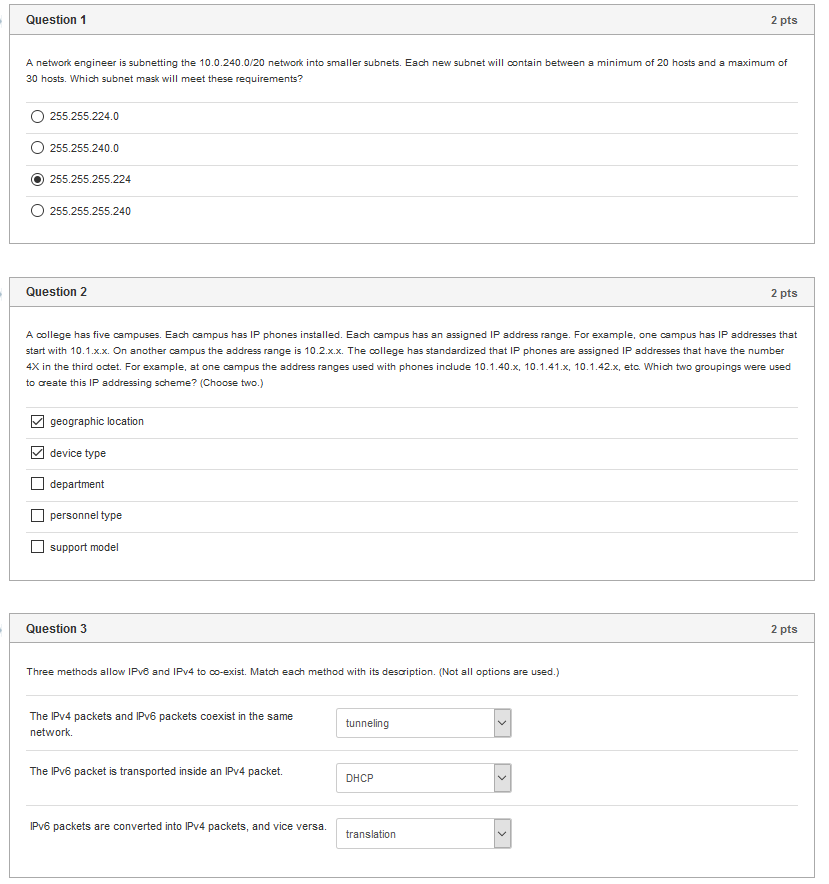 Question 1
2 pts
A network engineer is subnetting the 10.0.240.0/20 network into smaller subnets. Each new subnet will contain between a minimum of 20 hosts and a maximum of
30 hosts. Which subnet mask will meet these requirements?
255.255.224.0
255.255.240.0
255.255.255.224
255.255.255.240
Question 2
2 pts
A college has five campuses. Each campus has IP phones installed. Each campus has an assigned IP address range. For example, one campus has IP addresses that
start with 10.1.x.x. On another campus the address range is 10.2.x.x. The college has standardized that IP phones are assigned IP addresses that have the number
4X in the third octet. For example, at one campus the address ranges used with phones include 10.1.40.x, 10.1.41.x, 10.1.42.x, etc. Which two groupings were used
to create this IP addressing scheme? (Choose two.)
geographic location
device type
department
personnel type
support model
Question 3
2 pts
Three methods allow IPv6 and IPv4 to co-exist. Match each method with its description. (Not all options are used.)
The IPv4 packets and IPv6 packets coexist in the same
network.
tunneling
The IPv6 packet is transported inside an IPv4 packet.
DHCP
IPv6 packets are converted into IPv4 packets, and vice versa.
translation